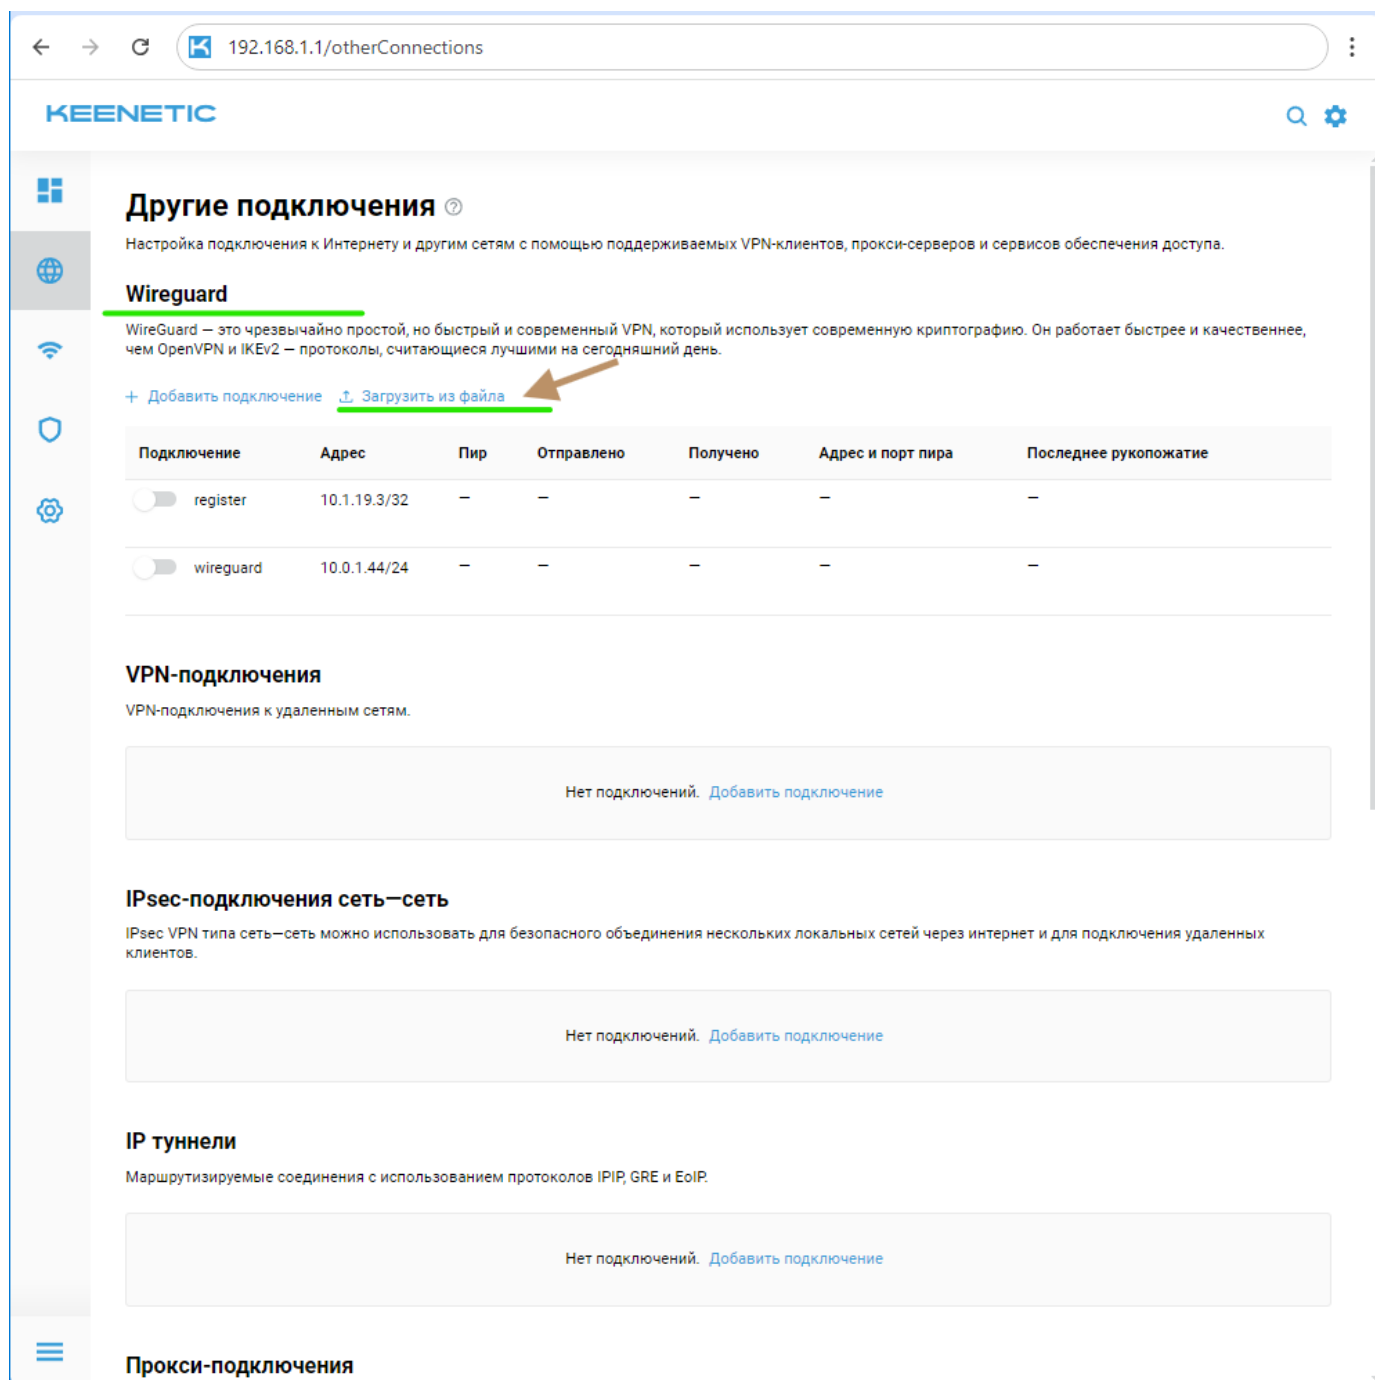 192.168.1.1/otherConnections
KEENETIC
Другие подключения
Настройка подключения к Интернету и другим сетям с помощью поддерживаемых VPN-клиентов, прокси-серверов и сервисов обеспечения доступа.
Wireguard
WireGuard — это чрезвычайно простой, но быстрый и современный VPN, который использует современную криптографию. Он работает быстрее и качественнее,
чем OpenVPN и IKEv2 — протоколы, считающиеся лучшими на сегодняшний день.
+ Добавить подключение Загрузить из файла
Подключение Адрес Пир Отправлено Получено Адрес и порт пира Последнее рукопожатие
register 10.1.19.3/32 — — — — —
wireguard 10.0.1.44/24 — — — — —
VPN-подключения
VPN-подключения к удаленным сетям.
Нет подключений. Добавить подключение
IPsec-подключения сеть—сеть
IPsec VPN типа сеть—сеть можно использовать для безопасного объединения нескольких локальных сетей через интернет и для подключения удаленных
клиентов.
Нет подключений. Добавить подключение
IP туннели
Маршрутизируемые соединения с использованием протоколов IPIP, GRE и EoIP.
Нет подключений. Добавить подключение
Прокси-подключения